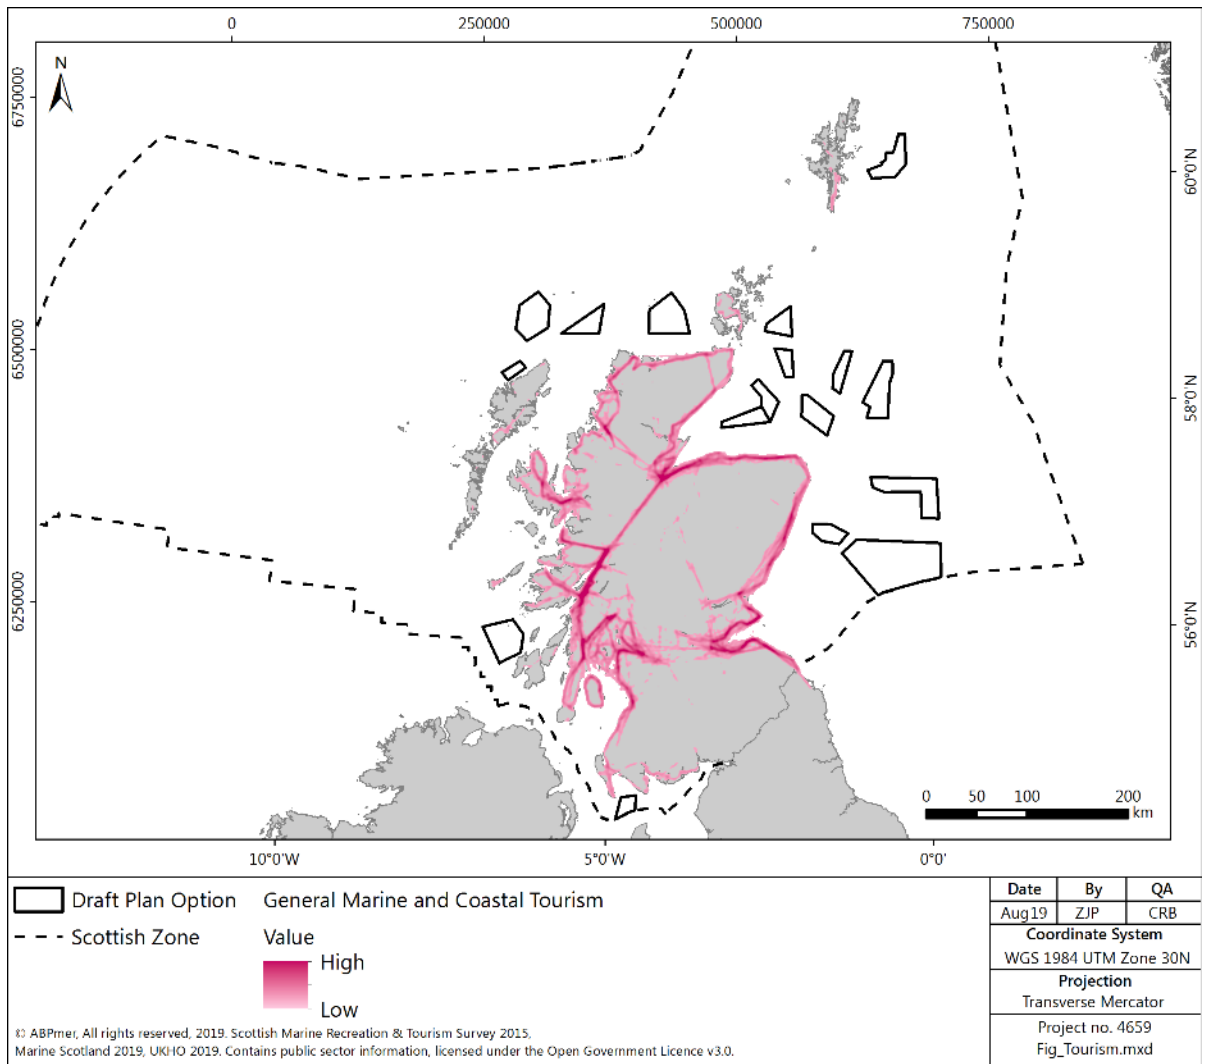 0 250000 500000 750000
N
6750000
6500000
6250000
60°0'N
58°0'N
56°0'N
0 50 100 200
km
10°0'W 5°0'W 0°0'
Draft Plan Option
Scottish Zone
General Marine and Coastal Tourism
Value
High
Low
Date By QA
Aug19 ZJP CRB
Coordinate System
WGS 1984 UTM Zone 30N
Projection
Transverse Mercator
Project no. 4659
Fig_Tourism.mxd
© ABPmer, All rights reserved, 2019. Scottish Marine Recreation & Tourism Survey 2015,
Marine Scotland 2019, UKHO 2019. Contains public sector information, licensed under the Open Government Licence v3.0.